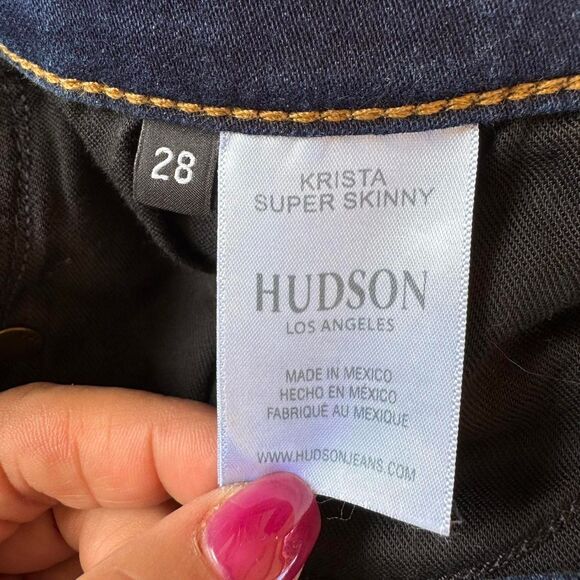 28
KRISTA
SUPER SKINNY
HUDSON
LOS ANGELES
MADE IN MEXICO
HECHO EN MÉXICO
FABRIQUÉ AU MEXIQUE
WWW.HUDSONJEANS.COM